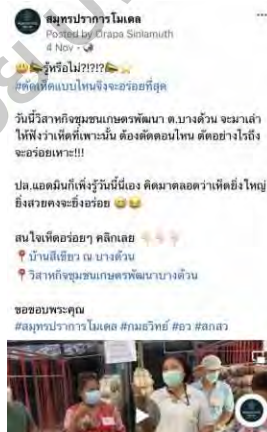 สมุทรปราการโมเดล
Posted by Orapa Sinlamuth
4 Nov ·
รู้หรือไม่?!?!?
#ตัดเห็ดแบบไหนจึงจะอร่อยที่สุด
วันนี้วิสาหกิจชุมชนเกษตรพัฒนา ต.บางด้วน จะมาเล่า
ให้ฟังว่าเห็ดที่เพาะนั้น ต้องตัดตอนไหน ตัดอย่างไรถึง
จะอร่อยเหาะ!!!
ปล.แอดมินก็เพิ่งรู้วันนี้นี่เอง คิดมาตลอดว่าเห็ดยิ่งใหญ่
ยิ่งสวยคงจะยิ่งอร่อย
สนใจเห็ดอร่อยๆ คลิกเลย
บ้านสีเขียว ณ บางด้วน
วิสาหกิจชุมชนเกษตรพัฒนาบางด้วน
ขอขอบพระคุณ
#สมุทรปราการโมเดล #กมธวิทย์ #อว #สกสว